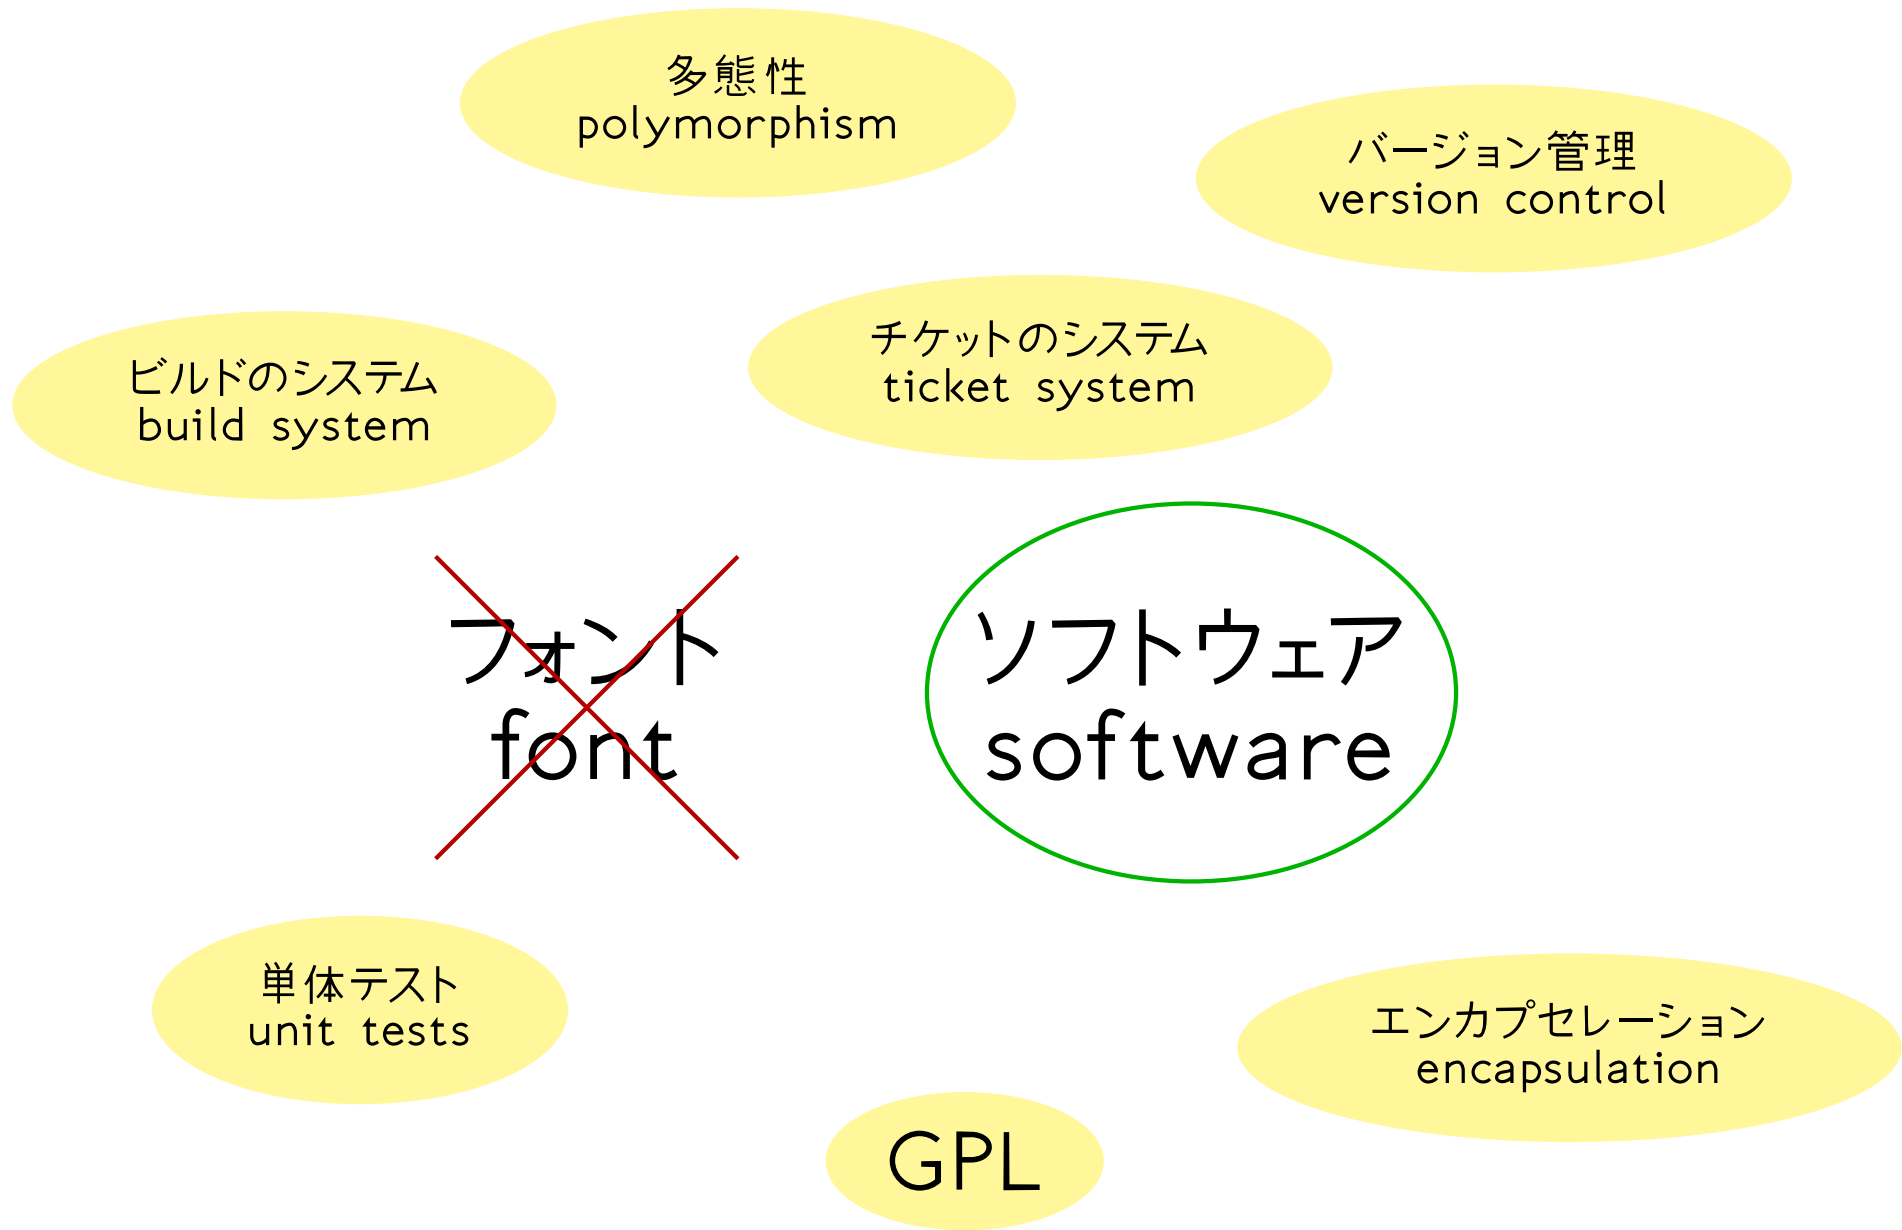 多態性
polymorphism
バージョン管理
version control
チケットのシステム
ticket system
ビルドのシステム
build system
フォント
font
ソフトウェア
software
単体テスト
unit tests
エンカプセレーション
encapsulation
GPL